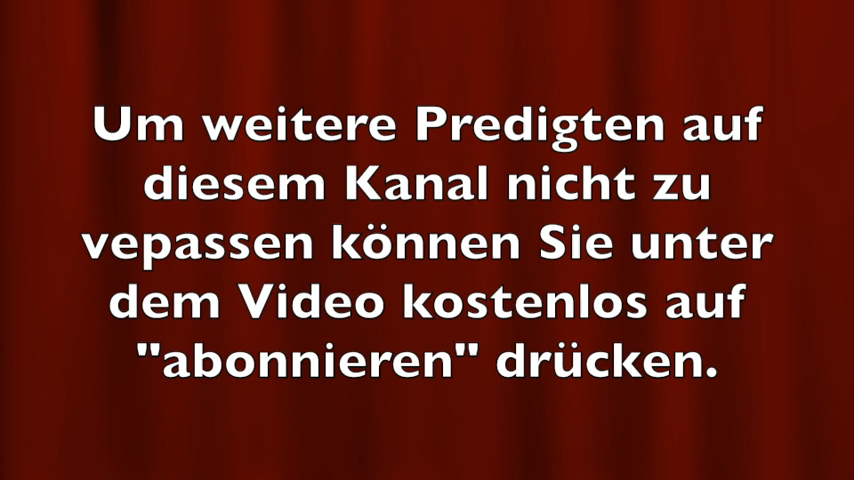 Um weitere Predigten auf
diesem Kanal nicht zu
vepassen können Sie unter
dem Video kostenlos auf
"abonnieren" drücken.